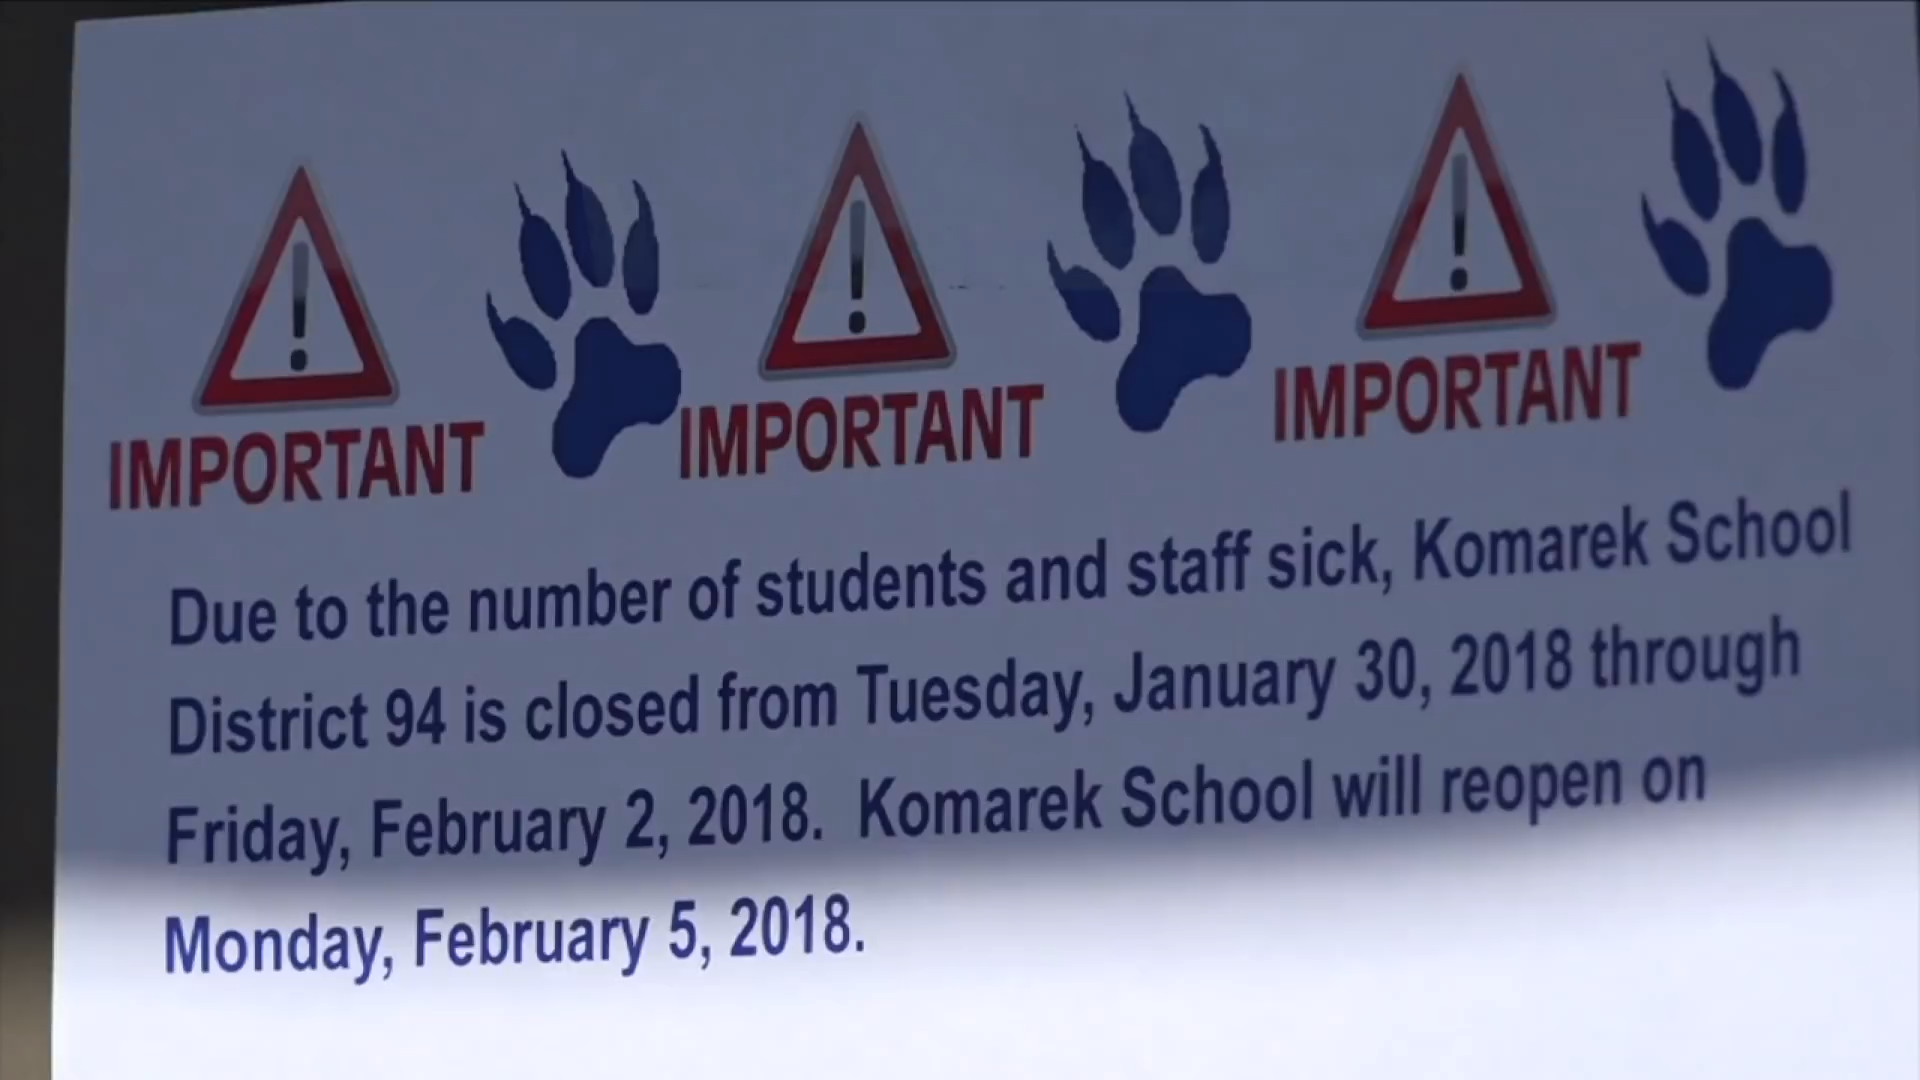 IMPORTANT IMPORTANT IMPORTANT
Due to the number of students and staff sick, Komarek School
District 94 is closed from Tuesday, January 30, 2018 through
Friday, February 2, 2018. Komarek School will reopen on
Monday, February 5, 2018.